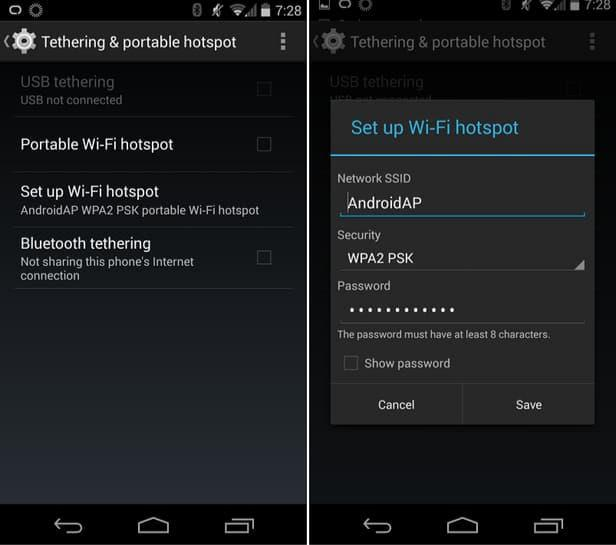 7:28
Tethering & portable hotspot
USB tethering
USB not connected
Portable Wi-Fi hotspot
Set up Wi-Fi hotspot
AndroidAP WPA2 PSK portable Wi-Fi hotspot
Bluetooth tethering
Not sharing this phone's Internet
connection
7:28
Tethering & portable hotspot
USB tethering
USB not connected
Set up Wi-Fi hotspot
Network SSID
AndroidAP
Security
WPA2 PSK
Password
••••••••••••
The password must have at least 8 characters.
Show password
Cancel
Save